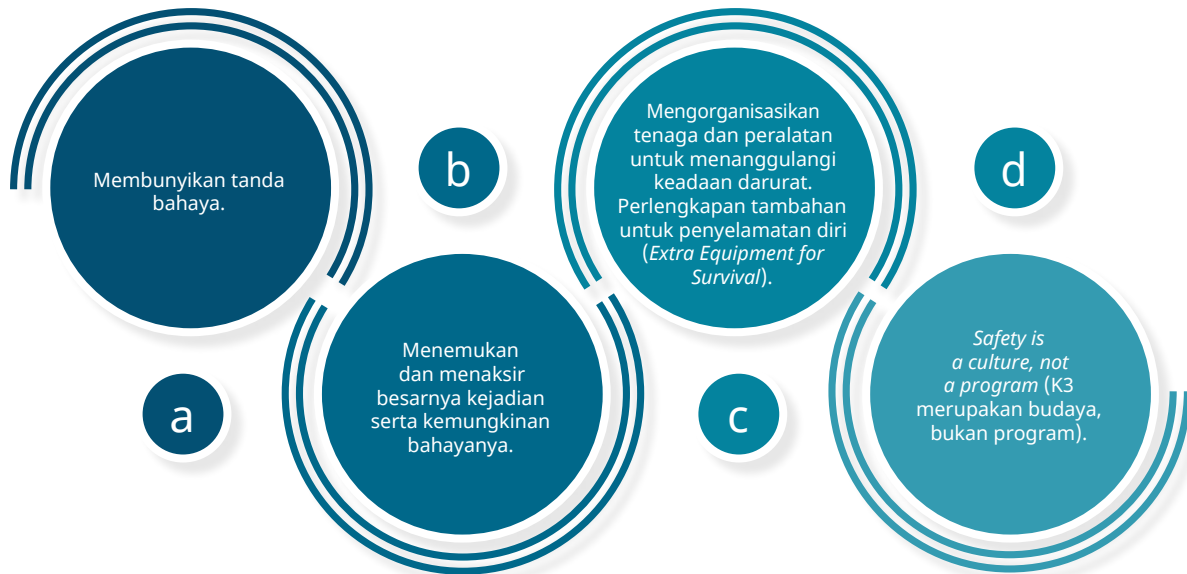 a
Membunyikan tanda
bahaya.
b
Menemukan
dan menaksir
besarnya kejadian
serta kemungkinan
bahayanya.
c
Mengorganisasikan
tenaga dan peralatan
untuk menanggulangi
keadaan darurat.
Perlengkapan tambahan
untuk penyelamatan diri
(Extra Equipment for
Survival).
d
Safety is
a culture, not
a program (K3
merupakan budaya,
bukan program).